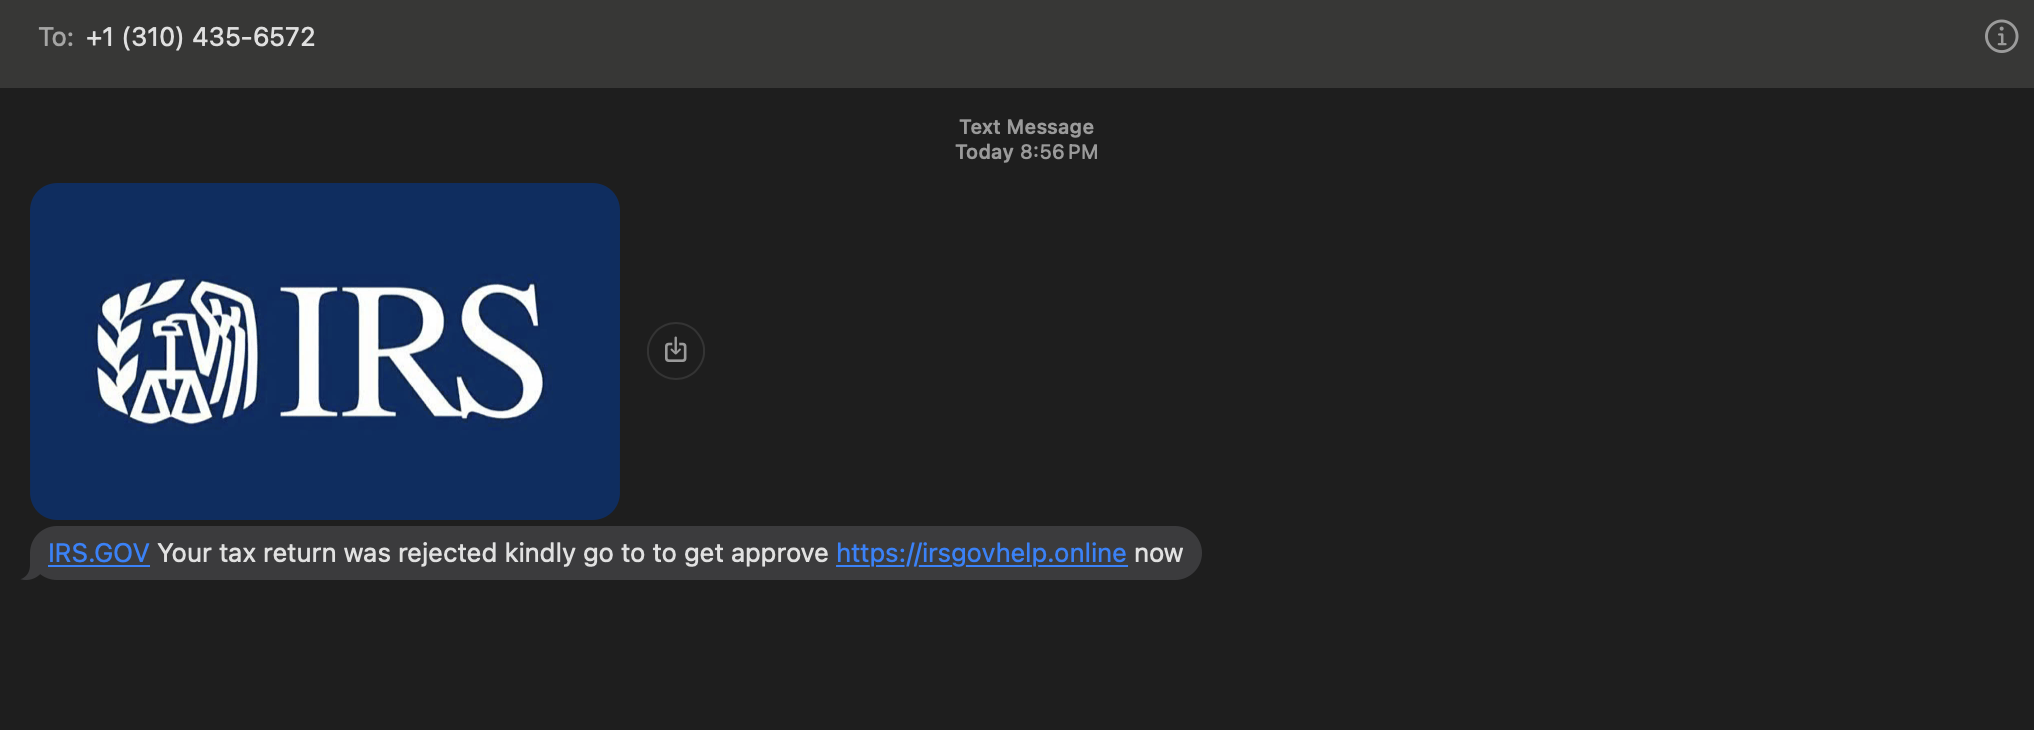 To: +1 (310) 435-6572
Text Message
Today 8:56 PM
IRS
IRS.GOV Your tax return was rejected kindly go to to get approve https://irsgovhelp.online now